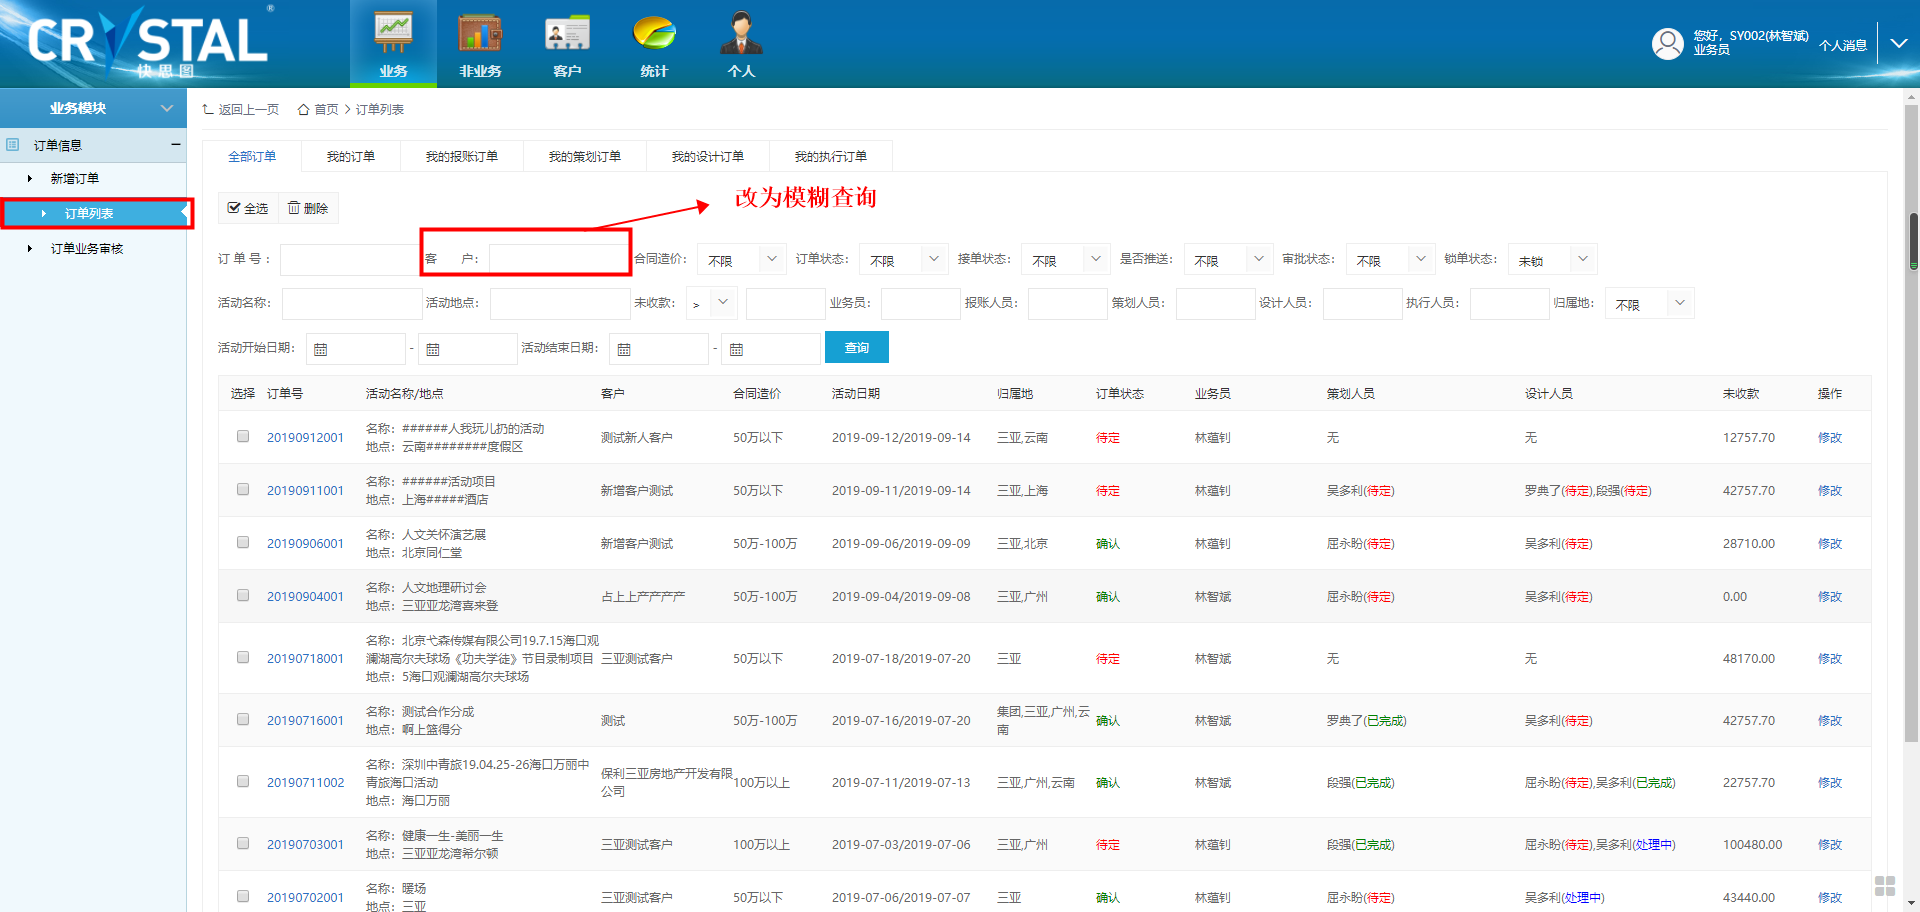 CRYSTAL ®
快思图
业务
非业务
客户
统计
个人
您好，SY002(林智斌)
业务员
个人消息
业务模块
订单信息
新增订单
订单列表
订单业务审核
返回上一页 首页 订单列表
全部订单 我的订单 我的报账订单 我的策划订单 我的设计订单 我的执行订单
全选 删除
改为模糊查询
订 单 号： 客 户： 合同造价： 不限 订单状态： 不限 接单状态： 不限 是否推送： 不限 审批状态： 不限 锁单状态： 未锁
活动名称： 活动地点： 未收款： > 业务员： 报账人员： 策划人员： 设计人员： 执行人员： 归属地： 不限
活动开始日期： - 活动结束日期： - 查询
选择 订单号 活动名称/地点 客户 合同造价 活动日期 归属地 订单状态 业务员 策划人员 设计人员 未收款 操作
名称：######人我玩儿扔的活动
20190912001 测试新人客户 50万以下 2019-09-12/2019-09-14 三亚,云南 待定 林蕴钊 无 无 12757.70 修改
地点：云南########度假区
名称：######活动项目
20190911001 新增客户测试 50万以下 2019-09-11/2019-09-14 三亚,上海 待定 林蕴钊 吴多利(待定) 罗典了(待定),段强(待定) 42757.70 修改
地点：上海#####酒店
名称：人文关怀演艺展
20190906001 新增客户测试 50万-100万 2019-09-06/2019-09-09 三亚,北京 确认 林蕴钊 屈永盼(待定) 吴多利(待定) 28710.00 修改
地点：北京同仁堂
名称：人文地理研讨会
20190904001 占上上产产产产 50万-100万 2019-09-04/2019-09-08 三亚,广州 确认 林智斌 屈永盼(待定) 吴多利(待定) 0.00 修改
地点：三亚亚龙湾喜来登
名称：北京弋森传媒有限公司19.7.15海口观
20190718001 澜湖高尔夫球场《功夫学徒》节目录制项目 三亚测试客户 50万以下 2019-07-18/2019-07-20 三亚 待定 林智斌 无 无 48170.00 修改
地点：5海口观澜湖高尔夫球场
名称：测试合作分成 集团,三亚,广州,云
20190716001 测试 50万-100万 2019-07-16/2019-07-20 确认 林智斌 罗典了(已完成) 吴多利(待定) 42757.70 修改
地点：啊上篮得分 南
名称：深圳中青旅19.04.25-26海口万丽中 保利三亚房地产开发有限
20190711002 青旅海口活动 100万以上 2019-07-11/2019-07-13 三亚,广州,云南 确认 林智斌 段强(已完成) 屈永盼(待定),吴多利(已完成) 22757.70 修改
地点：海口万丽 公司
名称：健康一生-美丽一生
20190703001 三亚测试客户 100万以上 2019-07-03/2019-07-06 三亚,广州 待定 林蕴钊 段强(已完成) 屈永盼(待定),吴多利(处理中) 100480.00 修改
地点：三亚亚龙湾希尔顿
名称：暖场
20190702001 三亚测试客户 50万以下 2019-07-06/2019-07-07 三亚 确认 林蕴钊 屈永盼(待定) 吴多利(处理中) 43440.00 修改
地点：三亚